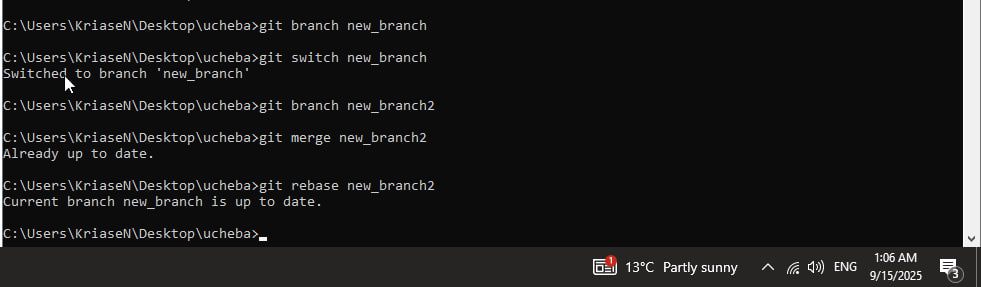 C:\Users\KriaseN\Desktop\ucheba>git branch new_branch
C:\Users\KriaseN\Desktop\ucheba>git switch new_branch
Switched to branch 'new_branch'
C:\Users\KriaseN\Desktop\ucheba>git branch new_branch2
C:\Users\KriaseN\Desktop\ucheba>git merge new_branch2
Already up to date.
C:\Users\KriaseN\Desktop\ucheba>git rebase new_branch2
Current branch new_branch is up to date.
C:\Users\KriaseN\Desktop\ucheba>
1
13°C Partly sunny
ENG
1:06 AM
9/15/2025
3